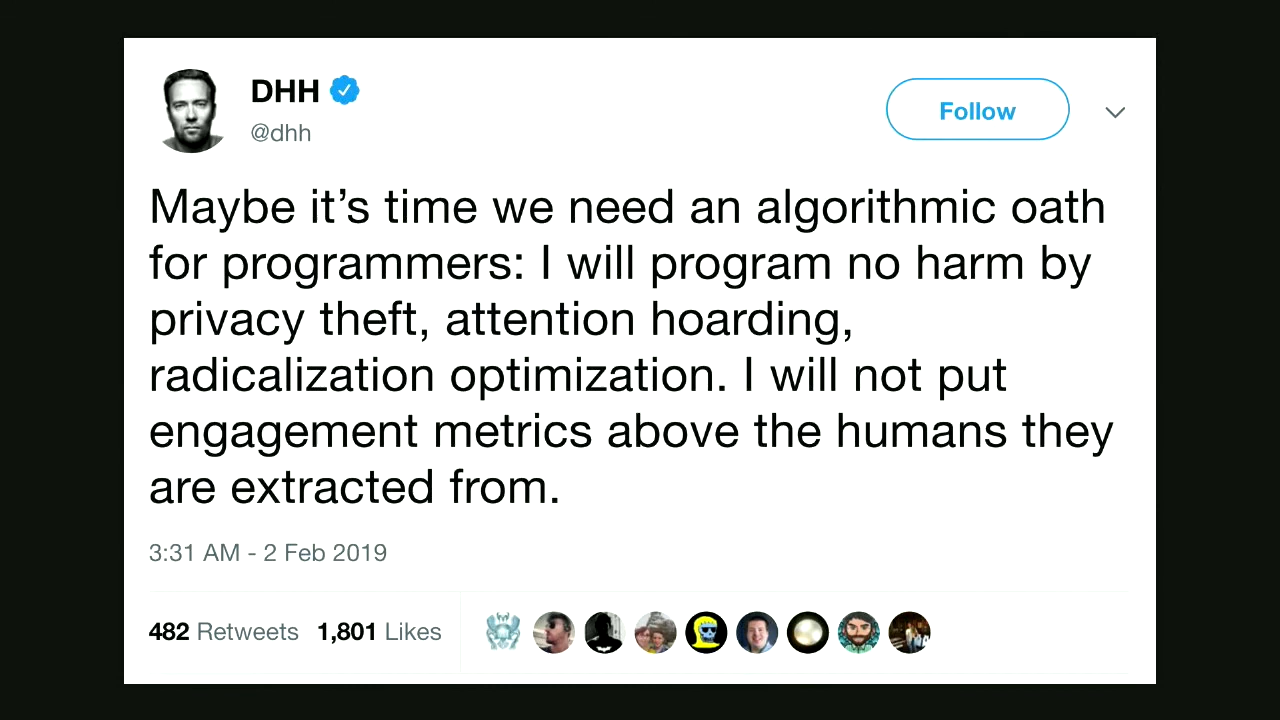 DHH
@dhh
Follow
Maybe it’s time we need an algorithmic oath
for programmers: I will program no harm by
privacy theft, attention hoarding,
radicalization optimization. I will not put
engagement metrics above the humans they
are extracted from.
3:31 AM - 2 Feb 2019
482 Retweets 1,801 Likes